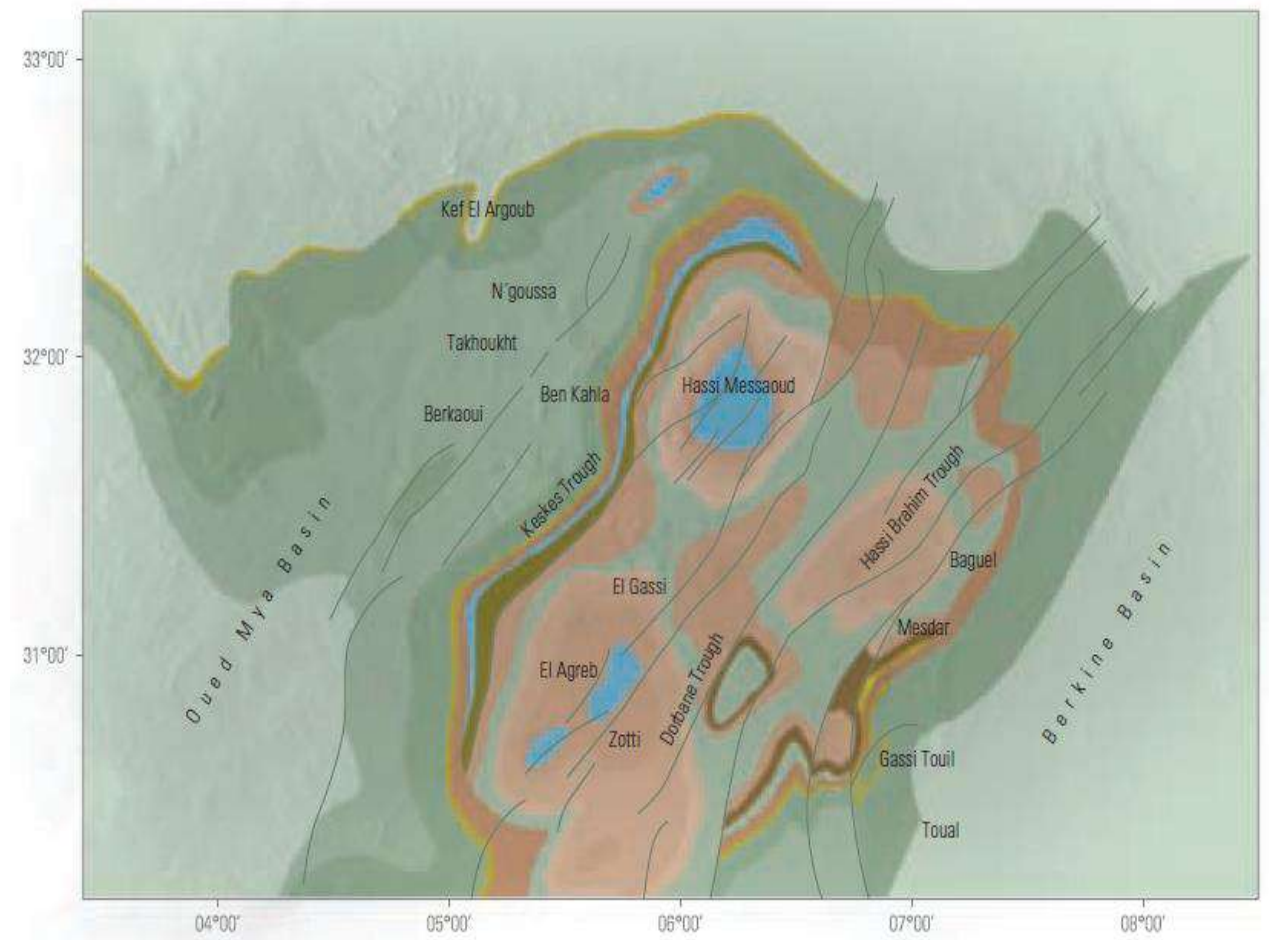 33°00'
Kef El Argoub
N'goussa
Takhoukht
32°00'
Ben Kahla
Hassi Messaoud
Berkaoui
Keskes Trough
Hassi Brahim Trough
Oued Mya Basin
El Gassi
Baguel
Mesdar
31°00'
El Agreb
Dorbane Trough
Berkine Basin
Zotti
Gassi Touil
Toual
04°00'
05°00'
06°00'
07°00'
08°00'